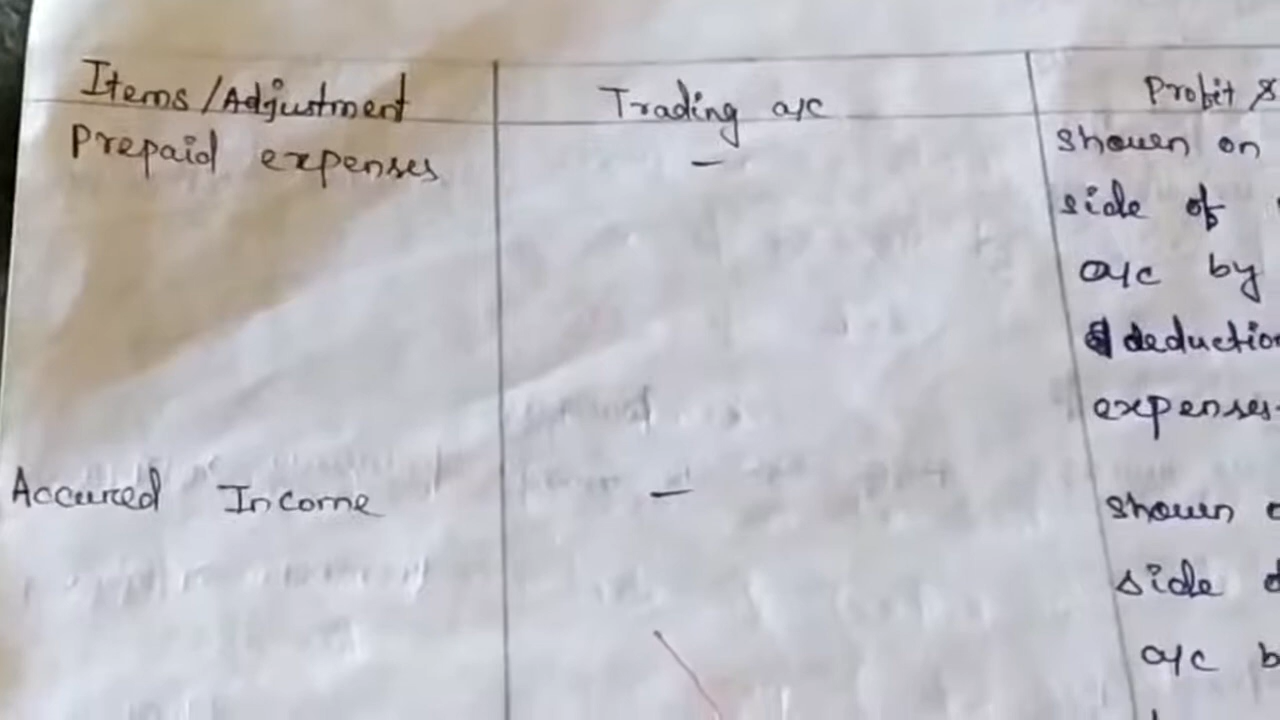 Items/Adjustment Trading a/c Profit &
Prepaid expenses – shown on
side of
a/c by
deduction
expenses.
Accured Income – shown
side
a/c b